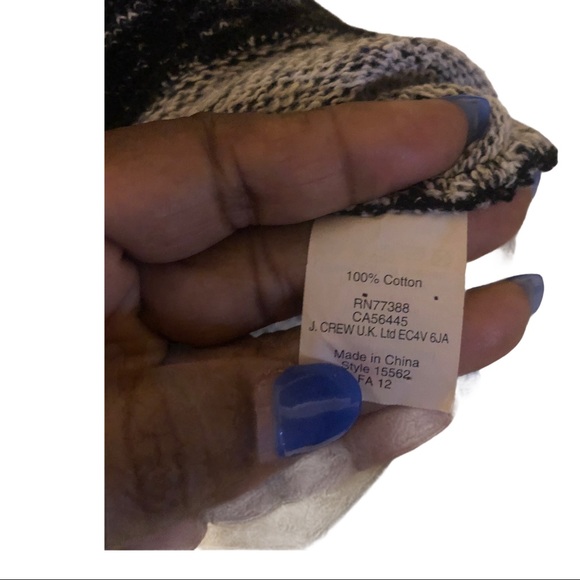 100% Cotton
RN77388
CA56445
J. CREW U.K. Ltd EC4V 6JA
Made in China
Style 15562
FA 12